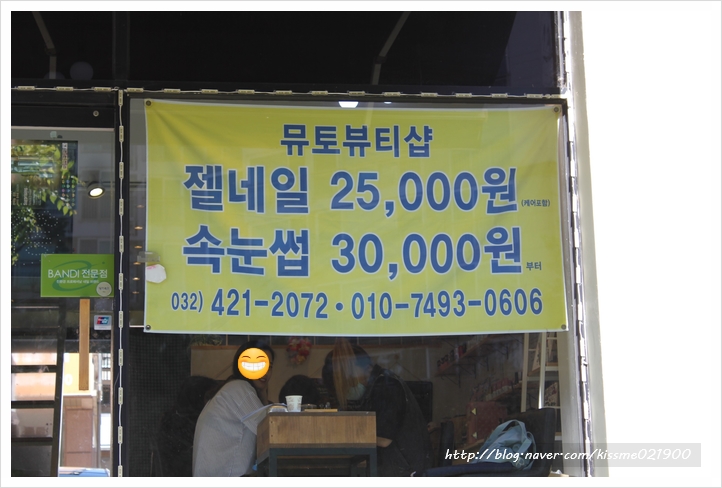 뮤토뷰티샵
젤네일 25,000원 (케어포함)
속눈썹 30,000원 부터
032) 421-2072 · 010-7493-0606
BANDI 전문점
http://blog.naver.com/kissme021900